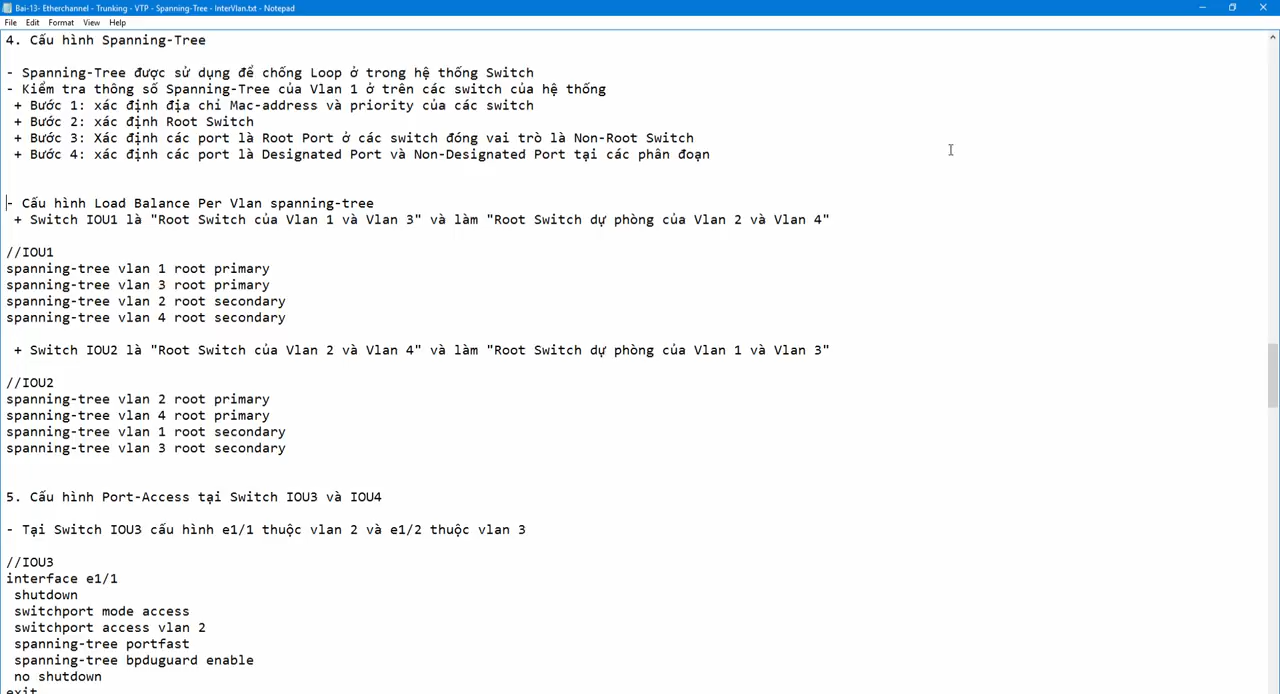 Bai-13- Etherchannel - Trunking - VTP - Spanning-Tree - InterVlan.txt - Notepad
File Edit Format View Help
4. Cấu hình Spanning-Tree
- Spanning-Tree được sử dụng để chống Loop ở trong hệ thống Switch
- Kiểm tra thông số Spanning-Tree của Vlan 1 ở trên các switch của hệ thống
+ Bước 1: xác định địa chỉ Mac-address và priority của các switch
+ Bước 2: xác định Root Switch
+ Bước 3: Xác định các port là Root Port ở các switch đóng vai trò là Non-Root Switch
+ Bước 4: xác định các port là Designated Port và Non-Designated Port tại các phân đoạn
- Cấu hình Load Balance Per Vlan spanning-tree
+ Switch IOU1 là "Root Switch của Vlan 1 và Vlan 3" và làm "Root Switch dự phòng của Vlan 2 và Vlan 4"
//IOU1
spanning-tree vlan 1 root primary
spanning-tree vlan 3 root primary
spanning-tree vlan 2 root secondary
spanning-tree vlan 4 root secondary
+ Switch IOU2 là "Root Switch của Vlan 2 và Vlan 4" và làm "Root Switch dự phòng của Vlan 1 và Vlan 3"
//IOU2
spanning-tree vlan 2 root primary
spanning-tree vlan 4 root primary
spanning-tree vlan 1 root secondary
spanning-tree vlan 3 root secondary
5. Cấu hình Port-Access tại Switch IOU3 và IOU4
- Tại Switch IOU3 cấu hình e1/1 thuộc vlan 2 và e1/2 thuộc vlan 3
//IOU3
interface e1/1
shutdown
switchport mode access
switchport access vlan 2
spanning-tree portfast
spanning-tree bpduguard enable
no shutdown
exit